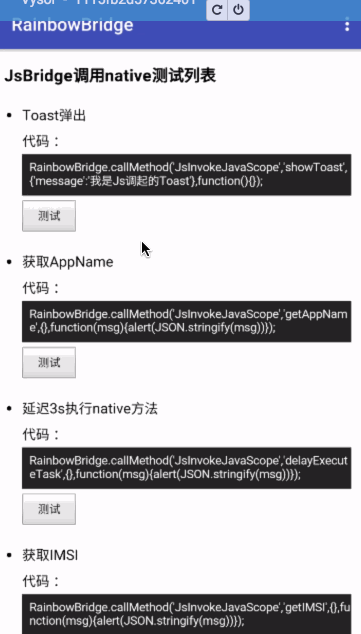 RainbowBridge
JsBridge调用native测试列表
Toast弹出
代码：
RainbowBridge.callMethod('JsInvokeJavaScope','showToast',
{'message':'我是Js调起的Toast'},function(){});
测试
获取AppName
代码：
RainbowBridge.callMethod('JsInvokeJavaScope','getAppNam
e',{},function(msg){alert(JSON.stringify(msg))});
测试
延迟3s执行native方法
代码：
RainbowBridge.callMethod('JsInvokeJavaScope','delayExecut
eTask',{},function(msg){alert(JSON.stringify(msg))});
测试
获取IMSI
代码：
RainbowBridge.callMethod('JsInvokeJavaScope','getIMSI',{},fu
nction(msg){alert(JSON.stringify(msg))});